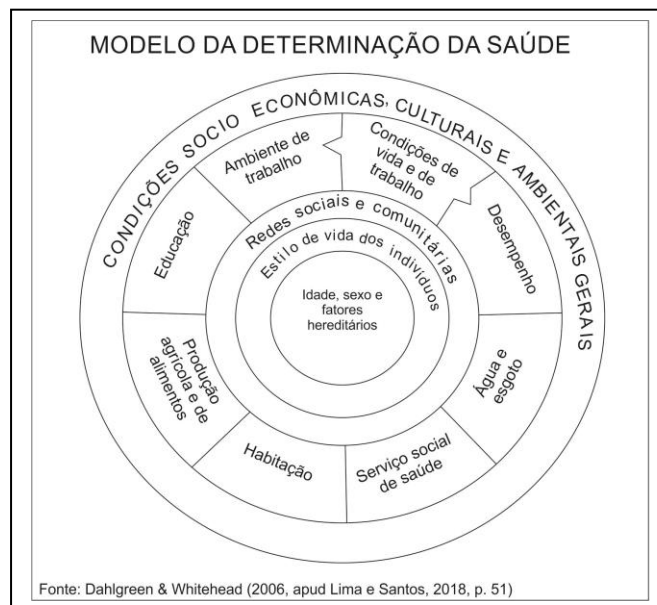 MODELO DA DETERMINAÇÃO DA SAÚDE
CONDIÇÕES SOCIO ECONÔMICAS, CULTURAIS E AMBIENTAIS GERAIS
Ambiente de
trabalho
Condições de
vida e de
trabalho
Desempenho
Água e
esgoto
Serviço social
de saúde
Habitação
Produção
agrícola e de
alimentos
Educação
Redes sociais e comunitárias
Estilo de vida dos indivíduos
Idade, sexo e
fatores
hereditários
Fonte: Dahlgreen & Whitehead (2006, apud Lima e Santos, 2018, p. 51)